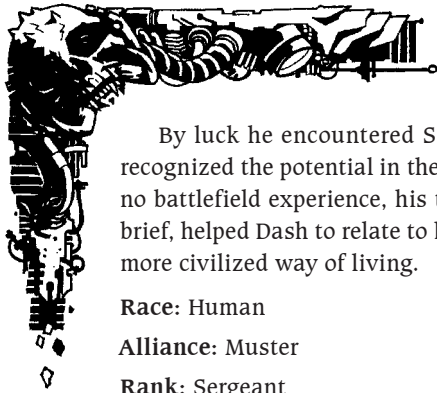 By luck he encountered S
recognized the potential in the
no battlefield experience, his
brief, helped Dash to relate to
more civilized way of living.
Race: Human
Alliance: Muster
Rank: Sergeant